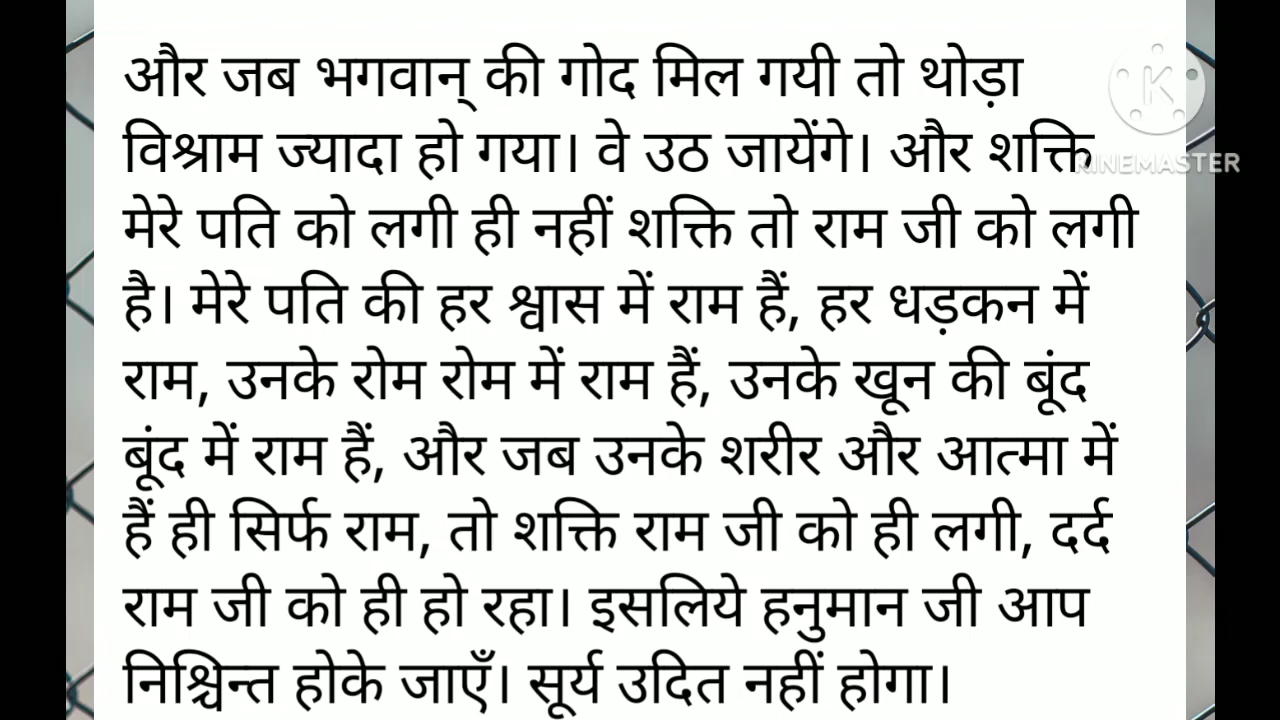 और जब भगवान् की गोद मिल गयी तो थोड़ा
विश्राम ज्यादा हो गया। वे उठ जायेंगे। और शक्ति
मेरे पति को लगी ही नहीं शक्ति तो राम जी को लगी
है। मेरे पति की हर श्वास में राम हैं, हर धड़कन में
राम, उनके रोम रोम में राम हैं, उनके खून की बूंद
बूंद में राम हैं, और जब उनके शरीर और आत्मा में
हैं ही सिर्फ राम, तो शक्ति राम जी को ही लगी, दर्द
राम जी को ही हो रहा। इसलिये हनुमान जी आप
निश्चिन्त होके जाएँ। सूर्य उदित नहीं होगा।
K
KINEMASTER